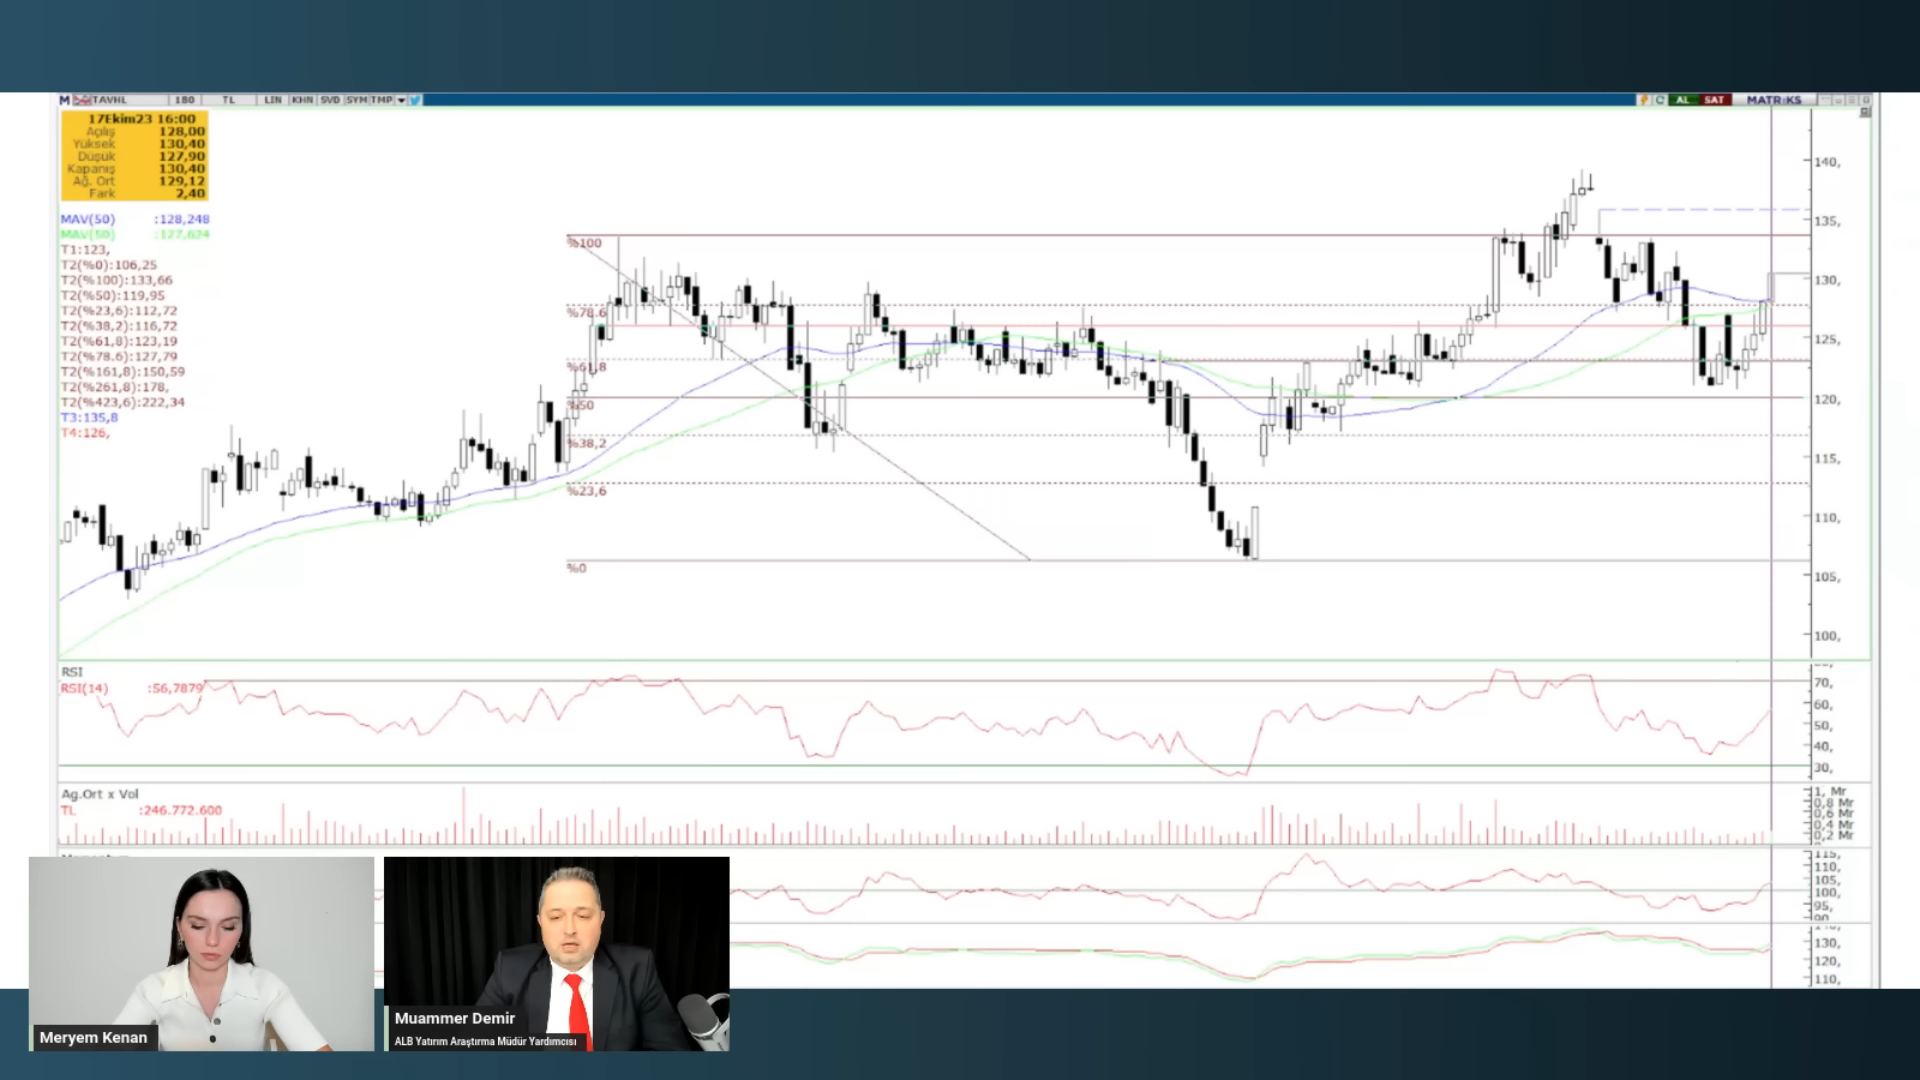 M TAVHL 180 TL LIN KHN SVD SYM TMP AL SAT MATRiKS
17Ekim23 16:00
Açılış 128,00
Yüksek 130,40
Düşük 127,90
Kapanış 130,40
Ağ. Ort 129,12
Fark 2,40
MAV(50) :128,248
MAV(50) :127,624
T1:123,
T2(%0):106,25
T2(%100):133,66
T2(%50):119,95
T2(%23,6):112,72
T2(%38,2):116,72
T2(%61,8):123,19
T2(%78.6):127,79
T2(%161,8):150,59
T2(%261,8):178,
T2(%423,6):222,34
T3:135,8
T4:126,
%100
%78.6
%61,8
%50
%38,2
%23,6
%0
140,
135,
130,
125,
120,
115,
110,
105,
100,
RSI
RSI(14) :56,7879
70,
60,
50,
40,
30,
Ag.Ort x Vol
TL :246.772.600
1, Mr
0,8 Mr
0,6 Mr
0,4 Mr
0,2 Mr
115,
110,
105,
100,
95,
90,
130,
120,
110,
Meryem Kenan
Muammer Demir
ALB Yatırım Araştırma Müdür Yardımcısı